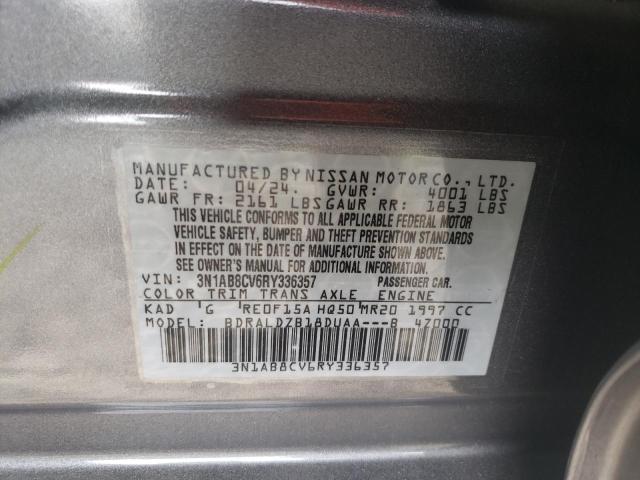 MANUFACTURED BY NISSAN MOTOR CO., LTD.
DATE: 04/24 GVWR: 4001 LBS
GAWR FR: 2161 LBS GAWR RR: 1863 LBS
THIS VEHICLE CONFORMS TO ALL APPLICABLE FEDERAL MOTOR
VEHICLE SAFETY, BUMPER AND THEFT PREVENTION STANDARDS
IN EFFECT ON THE DATE OF MANUFACTURE SHOWN ABOVE.
SEE OWNER'S MANUAL FOR ADDITIONAL INFORMATION.
VIN: 3N1AB8CV6RY336357 PASSENGER CAR.
COLOR TRIM TRANS AXLE ENGINE
KAD G RE0F15A HQ50 MR20 1997 CC
MODEL: BDRALDZB18DUAA---B 4Z000
3N1AB8CV6RY336357